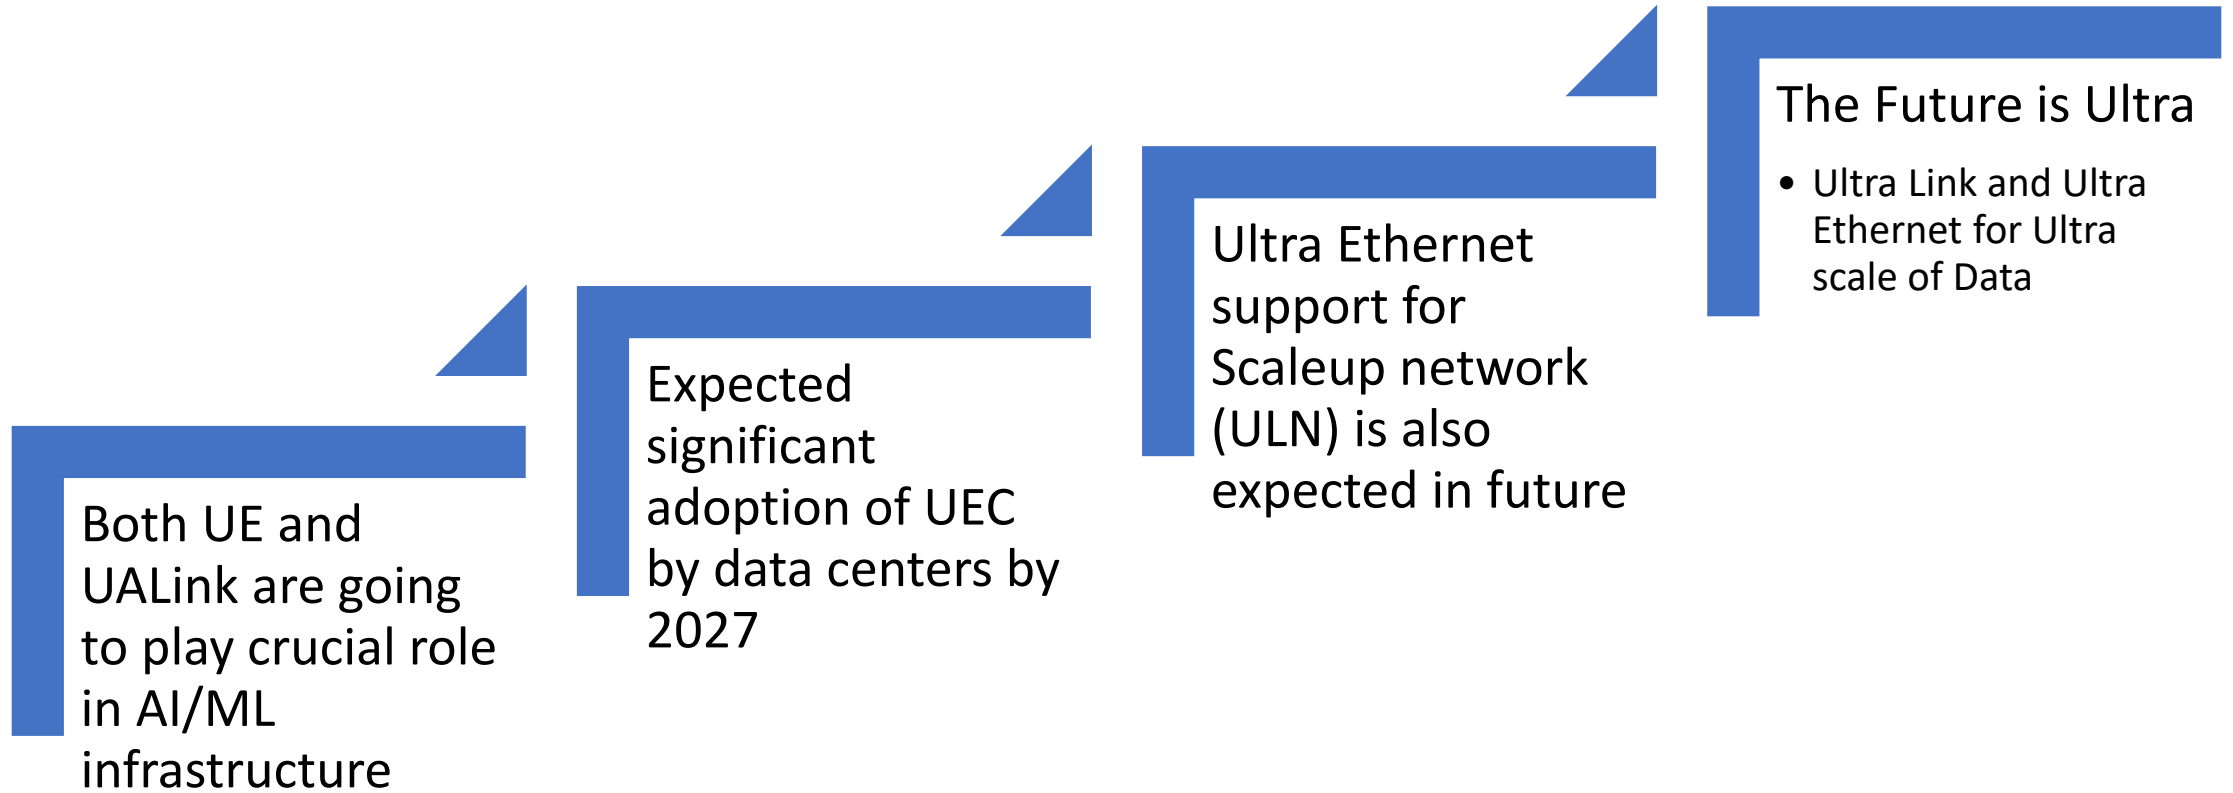 Both UE and
UALink are going
to play crucial role
in AI/ML
infrastructure
Expected
significant
adoption of UEC
by data centers by
2027
Ultra Ethernet
support for
Scaleup network
(ULN) is also
expected in future
The Future is Ultra
• Ultra Link and Ultra
Ethernet for Ultra
scale of Data